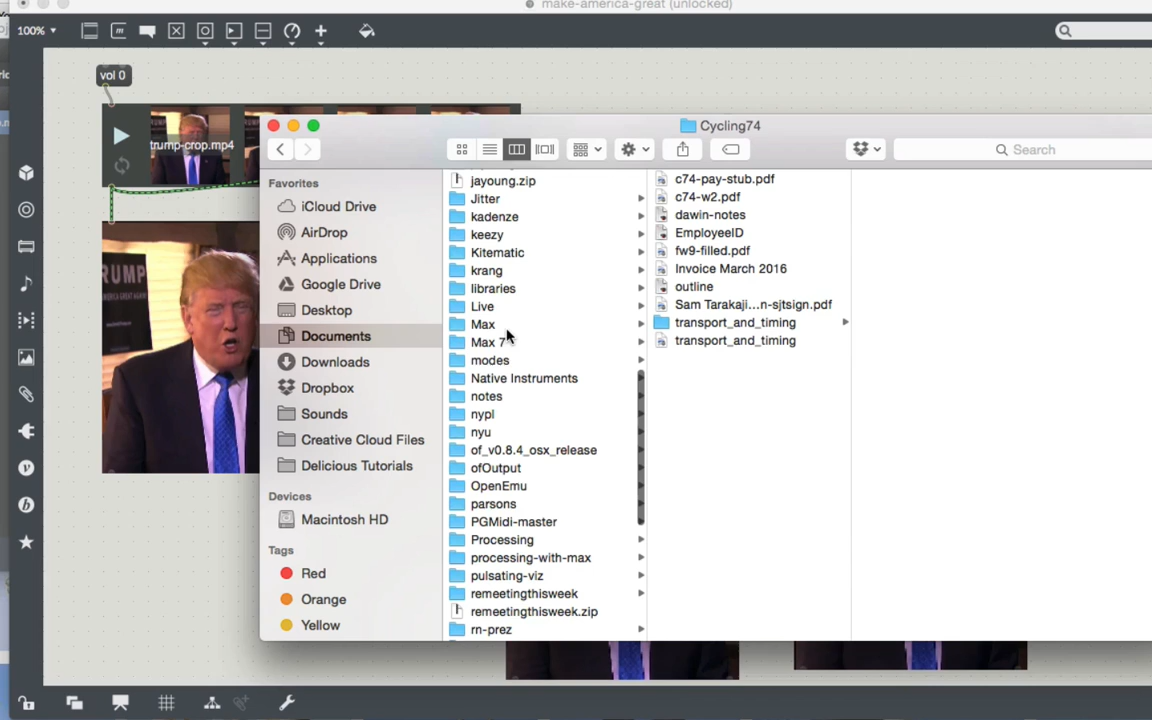 make-america-great (unlocked)
100%
vol 0
trump-crop.mp4
TRUMP
Cycling74
Search
Favorites
iCloud Drive
AirDrop
Applications
Google Drive
Desktop
Documents
Downloads
Dropbox
Sounds
Creative Cloud Files
Delicious Tutorials
Devices
Macintosh HD
Tags
Red
Orange
Yellow
jayoung.zip
Jitter
kadenze
keezy
Kitematic
krang
libraries
Live
Max
Max 7
modes
Native Instruments
notes
nypl
nyu
of_v0.8.4_osx_release
ofOutput
OpenEmu
parsons
PGMidi-master
Processing
processing-with-max
pulsating-viz
remeetingthisweek
remeetingthisweek.zip
rn-prez
c74-pay-stub.pdf
c74-w2.pdf
dawin-notes
EmployeeID
fw9-filled.pdf
Invoice March 2016
outline
Sam Tarakaji...n-sjtsign.pdf
transport_and_timing
transport_and_timing